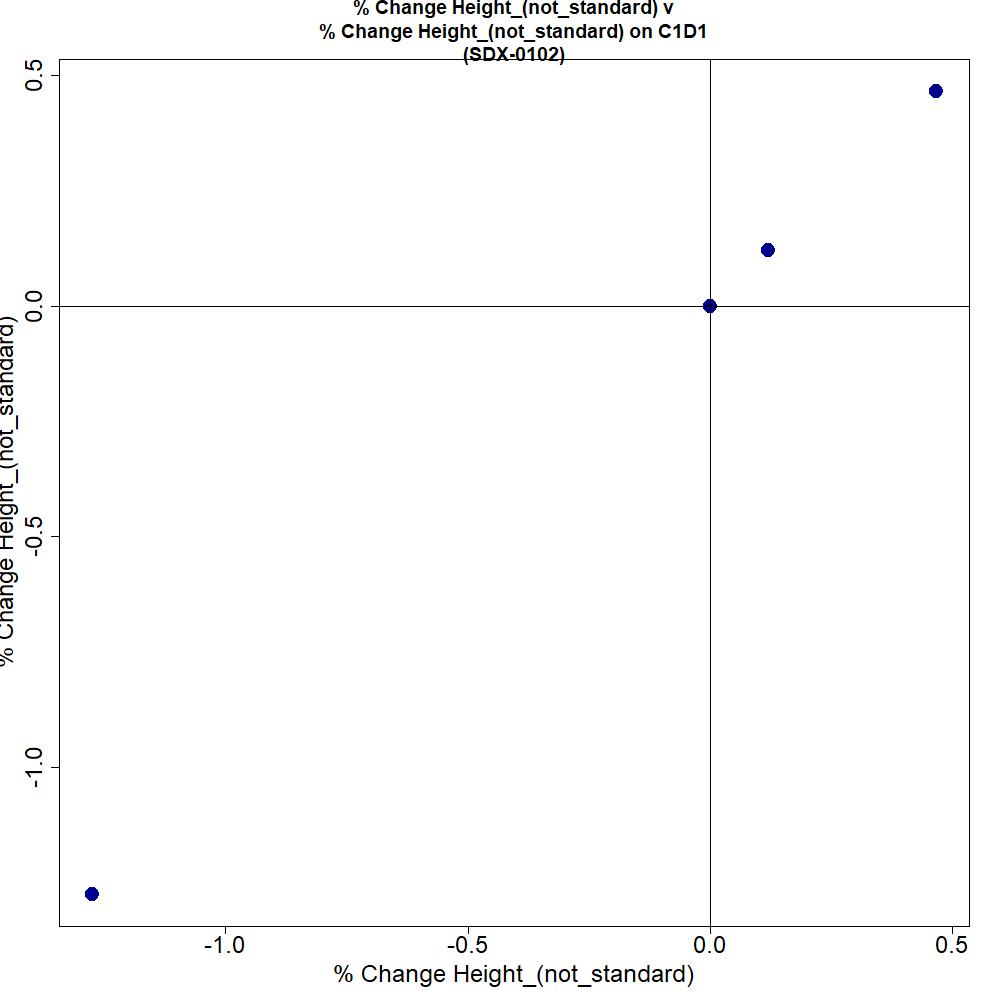 % Change Height_(not_standard) v
% Change Height_(not_standard) on C1D1
(SDX-0102)
0.5
0.0
-0.5
-1.0
% Change Height_(not_standard)
-1.0
-0.5
0.0
0.5
% Change Height_(not_standard)